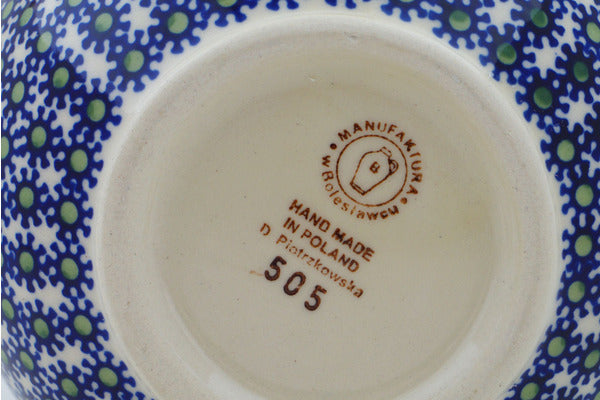 MANUFAKTURA
w Bolesławcu
B
HAND MADE
IN POLAND
D. Piotrzkowska
505